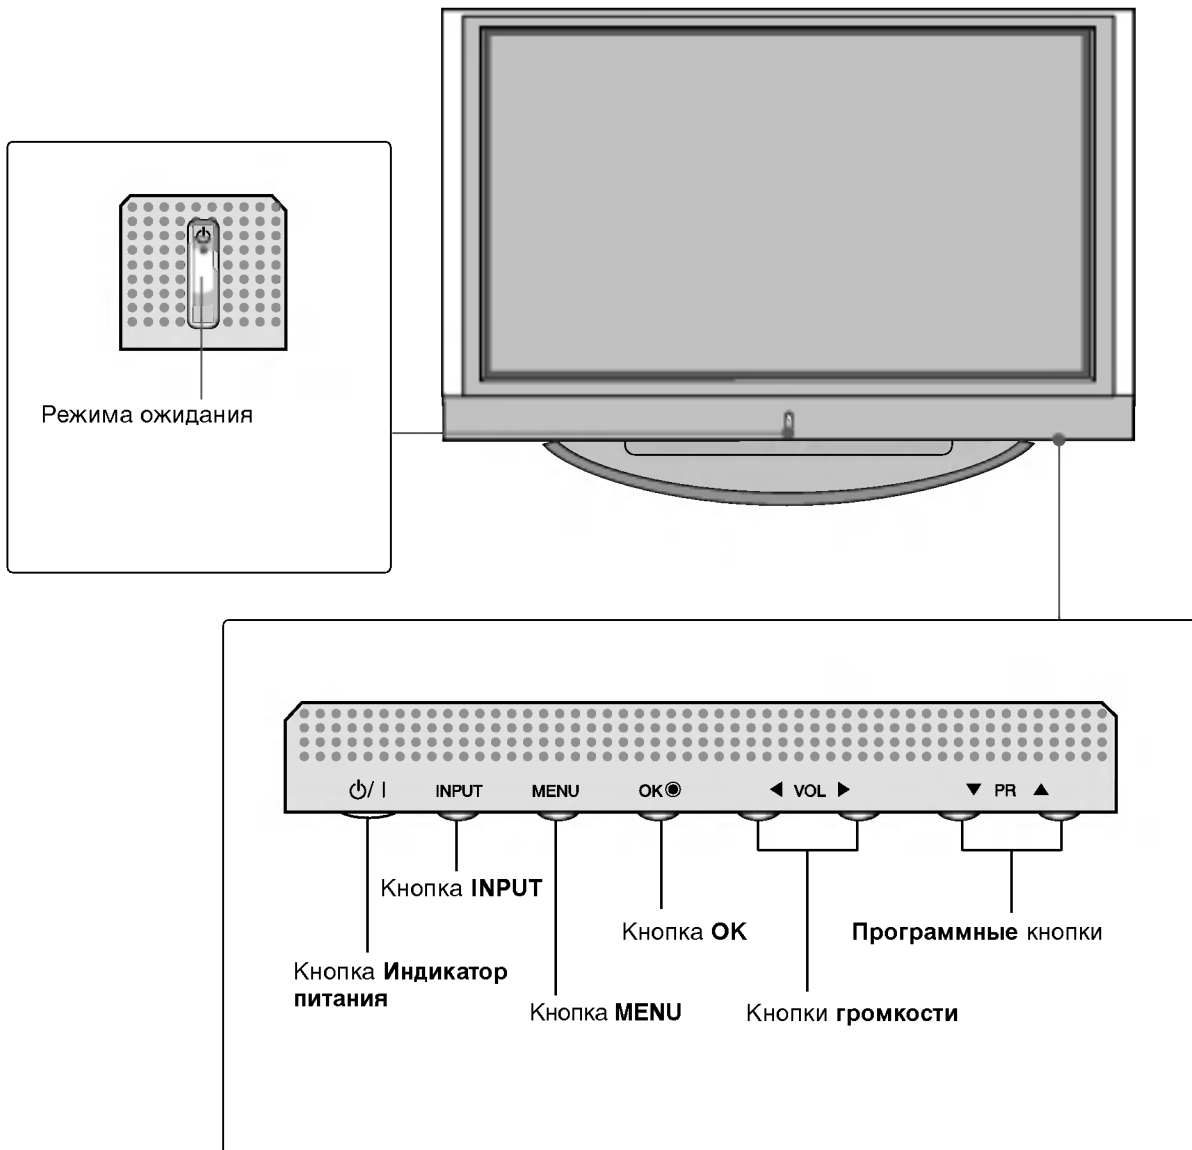 Режима ожидания
⏻/ I INPUT MENU OK◉ ◀ VOL ▶ ▼ PR ▲
Кнопка INPUT
Кнопка OK
Программные кнопки
Кнопка Индикатор
питания
Кнопка MENU
Кнопки громкости